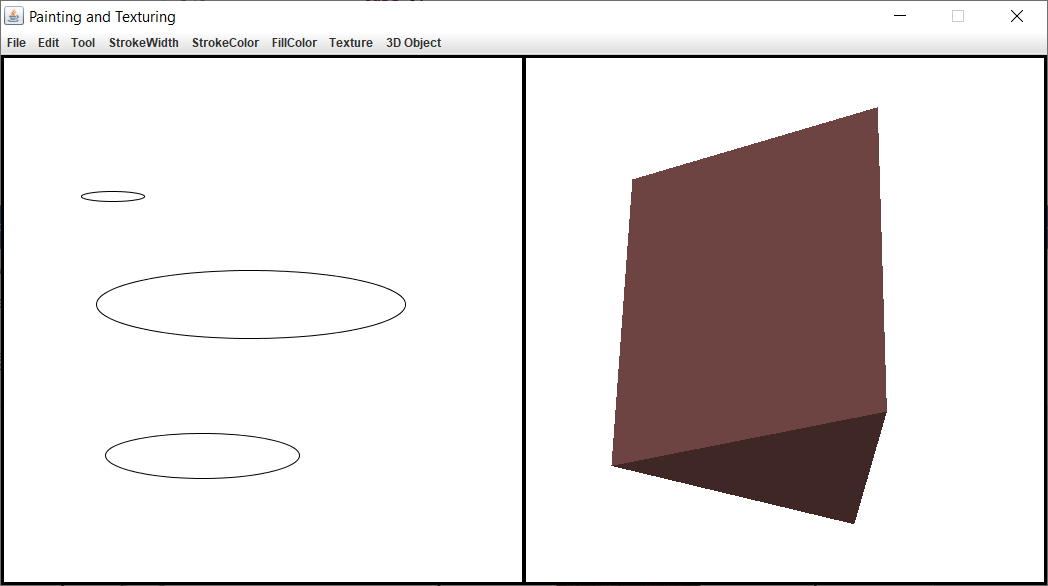 Painting and Texturing
File Edit Tool StrokeWidth StrokeColor FillColor Texture 3D Object